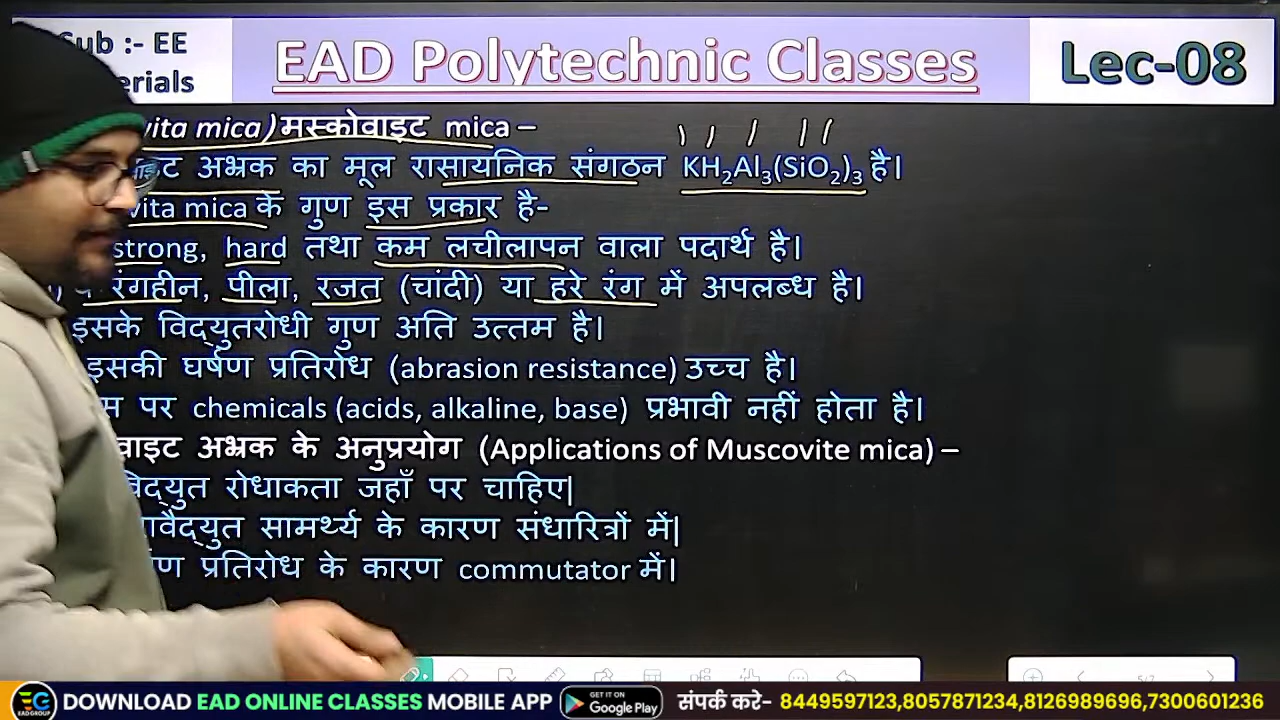 Sub :- EE
EAD Polytechnic Classes
Lec-08
erials
vita mica) मस्कोवाइट mica –
अभ्रक का मूल रासायनिक संगठन KH₂Al₃(SiO₂)₃ है।
vita mica के गुण इस प्रकार है-
strong, hard तथा कम लचीलापन वाला पदार्थ है।
रंगहीन, पीला, रजत (चांदी) या हरे रंग में अपलब्ध है।
इसके विद्युतरोधी गुण अति उत्तम है।
इसकी घर्षण प्रतिरोध (abrasion resistance) उच्च है।
पर chemicals (acids, alkaline, base) प्रभावी नहीं होता है।
वाइट अभ्रक के अनुप्रयोग (Applications of Muscovite mica) –
विद्युत रोधाकता जहाँ पर चाहिए|
वैद्युत सामर्थ्य के कारण संधारित्रों में|
प्रतिरोध के कारण commutator में।
EAD GROUP
DOWNLOAD EAD ONLINE CLASSES MOBILE APP
GET IT ON
Google Play
संपर्क करे- 8449597123,8057871234,8126989696,7300601236